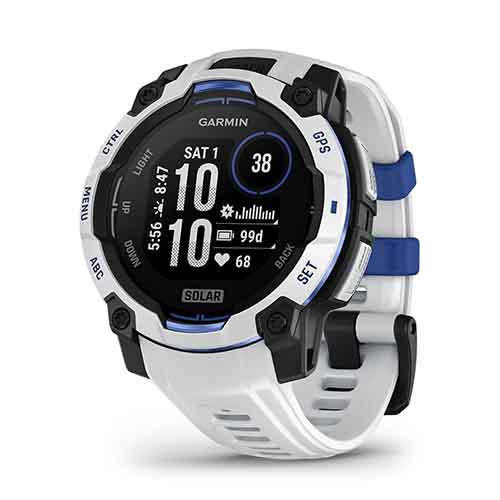 GARMIN
CTRL
LIGHT
GPS
SAT 1
38
8:47
5:56
10
10
MENU
UP
DOWN
ABC
99d
68
BACK
SET
SOLAR